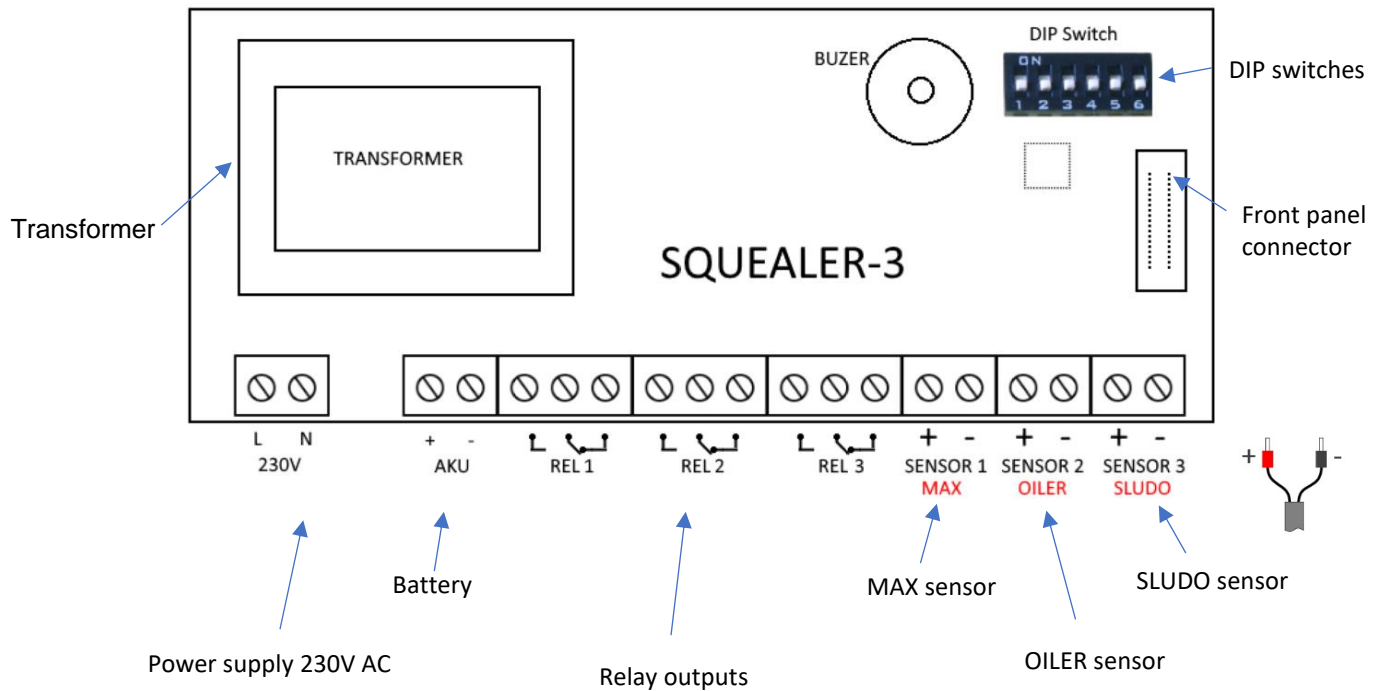 DIP Switch
BUZER
ON
1 2 3 4 5 6
DIP switches
TRANSFORMER
Transformer
Front panel
connector
SQUEALER-3
L N
230V
+ -
AKU
REL 1
REL 2
REL 3
+ -
SENSOR 1
MAX
+ -
SENSOR 2
OILER
+ -
SENSOR 3
SLUDO
+ -
Battery
MAX sensor
SLUDO sensor
Power supply 230V AC
Relay outputs
OILER sensor